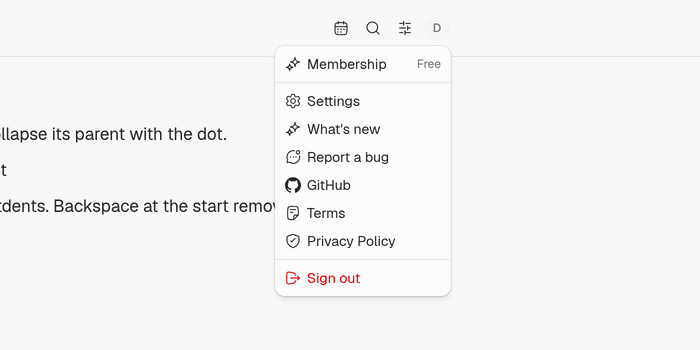 D
Membership Free
Settings
What's new
Report a bug
GitHub
Terms
Privacy Policy
Sign out
llapse its parent with the dot.
t
dents. Backspace at the start remov